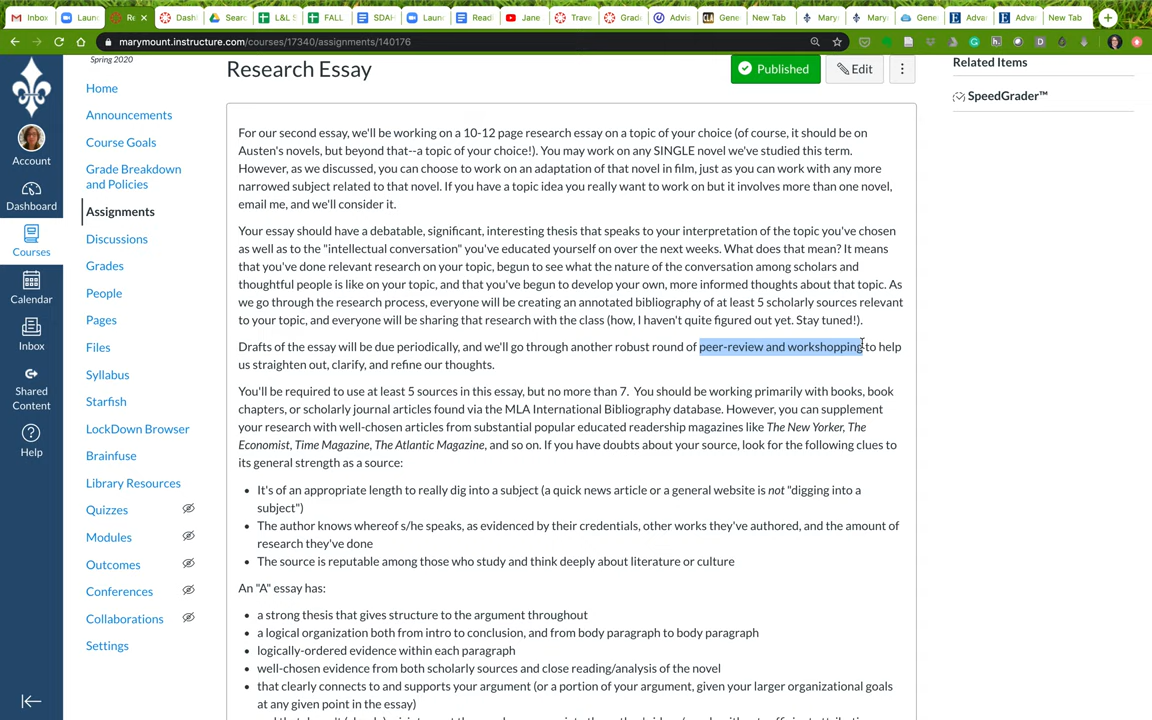 Inbox
Laun
Re
Dash
Searc
L&L S
FALL
SDAH
Laun
Readi
Jane
Trave
Grad
Advis
Gene
New Tab
Mary
Mary
Gene
Adva
Adva
New Tab
marymount.instructure.com/courses/17340/assignments/140176
Account
Dashboard
Courses
Calendar
Inbox
Shared
Content
Help
Spring 2020
Home
Announcements
Course Goals
Grade Breakdown
and Policies
Assignments
Discussions
Grades
People
Pages
Files
Syllabus
Starfish
LockDown Browser
Brainfuse
Library Resources
Quizzes
Modules
Outcomes
Conferences
Collaborations
Settings
Research Essay
Published
Edit
For our second essay, we'll be working on a 10-12 page research essay on a topic of your choice (of course, it should be on
Austen's novels, but beyond that--a topic of your choice!). You may work on any SINGLE novel we've studied this term.
However, as we discussed, you can choose to work on an adaptation of that novel in film, just as you can work with any more
narrowed subject related to that novel. If you have a topic idea you really want to work on but it involves more than one novel,
email me, and we'll consider it.
Your essay should have a debatable, significant, interesting thesis that speaks to your interpretation of the topic you've chosen
as well as to the "intellectual conversation" you've educated yourself on over the next weeks. What does that mean? It means
that you've done relevant research on your topic, begun to see what the nature of the conversation among scholars and
thoughtful people is like on your topic, and that you've begun to develop your own, more informed thoughts about that topic. As
we go through the research process, everyone will be creating an annotated bibliography of at least 5 scholarly sources relevant
to your topic, and everyone will be sharing that research with the class (how, I haven't quite figured out yet. Stay tuned!).
Drafts of the essay will be due periodically, and we'll go through another robust round of peer-review and workshopping to help
us straighten out, clarify, and refine our thoughts.
You'll be required to use at least 5 sources in this essay, but no more than 7. You should be working primarily with books, book
chapters, or scholarly journal articles found via the MLA International Bibliography database. However, you can supplement
your research with well-chosen articles from substantial popular educated readership magazines like The New Yorker, The
Economist, Time Magazine, The Atlantic Magazine, and so on. If you have doubts about your source, look for the following clues to
its general strength as a source:
• It's of an appropriate length to really dig into a subject (a quick news article or a general website is not "digging into a
subject")
• The author knows whereof s/he speaks, as evidenced by their credentials, other works they've authored, and the amount of
research they've done
• The source is reputable among those who study and think deeply about literature or culture
An "A" essay has:
• a strong thesis that gives structure to the argument throughout
• a logical organization both from intro to conclusion, and from body paragraph to body paragraph
• logically-ordered evidence within each paragraph
• well-chosen evidence from both scholarly sources and close reading/analysis of the novel
• that clearly connects to and supports your argument (or a portion of your argument, given your larger organizational goals
at any given point in the essay)
Related Items
SpeedGrader™